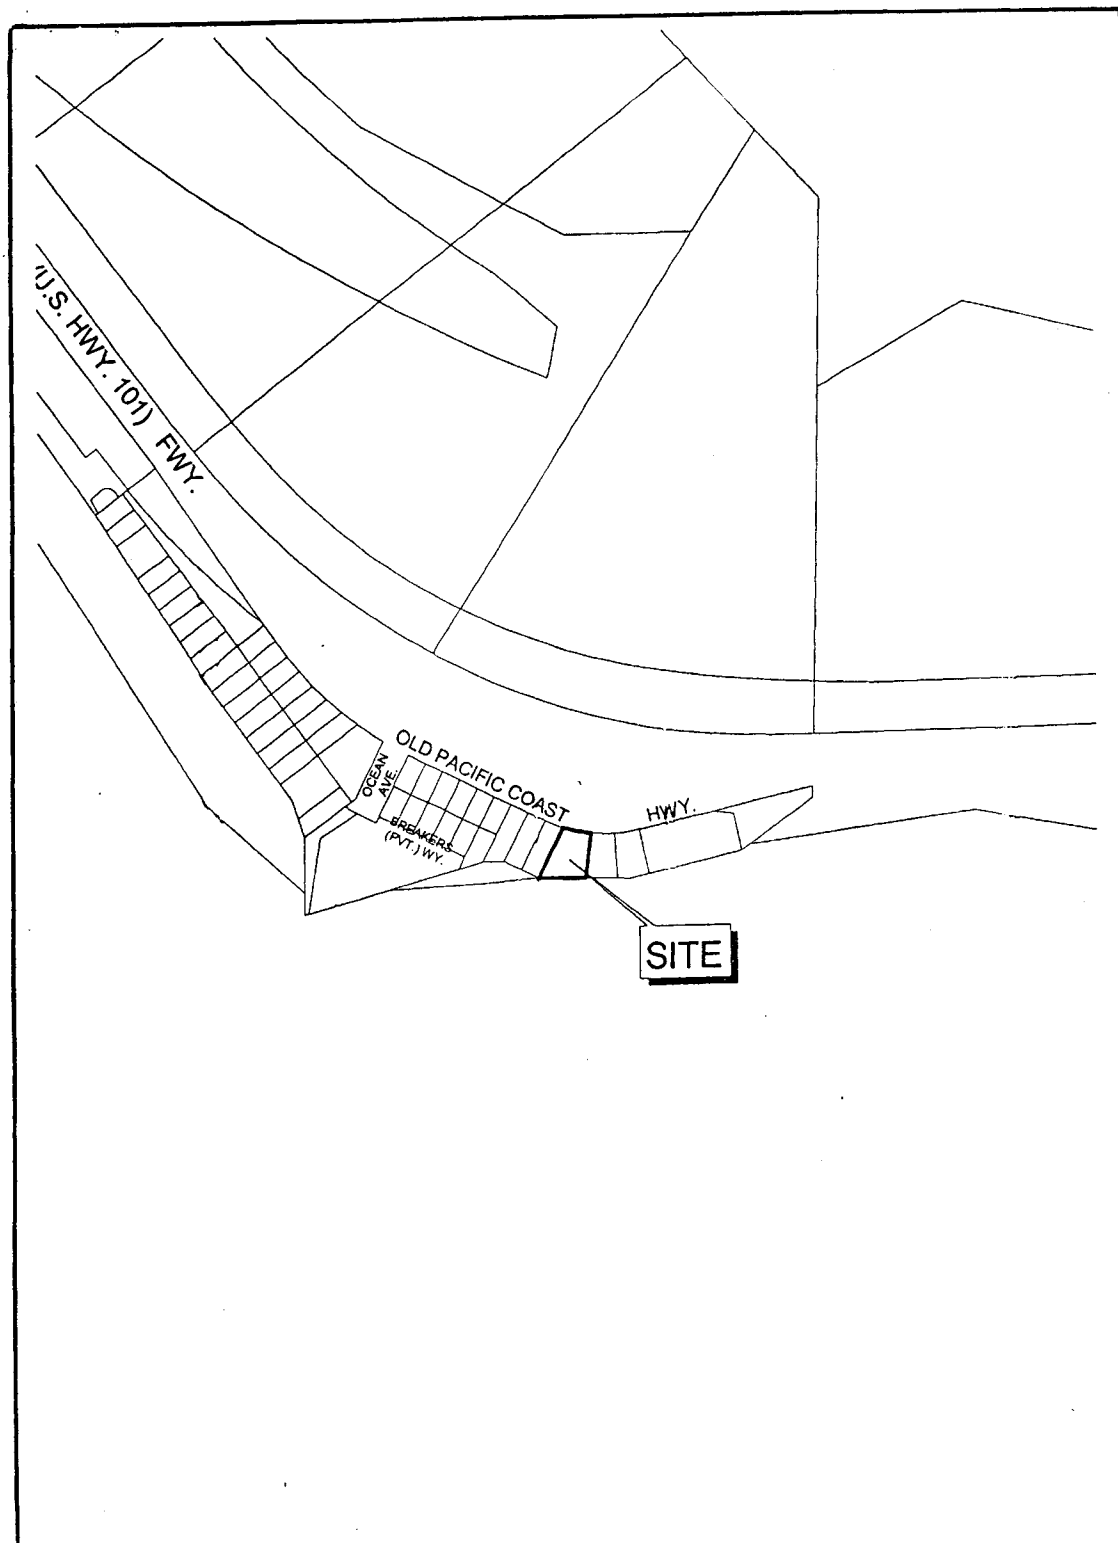 (U.S. HWY. 101) FWY.
OLD PACIFIC COAST
HWY.
OCEAN
AVE.
BREAKERS
(PVT.) WY.
SITE